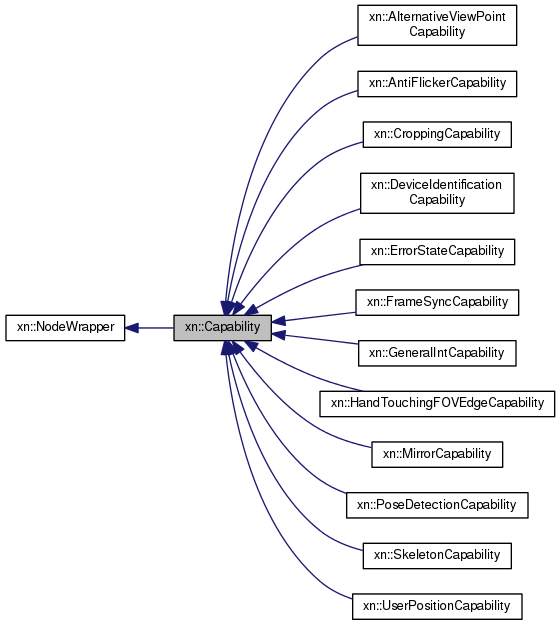 xn::AlternativeViewPoint
Capability
xn::AntiFlickerCapability
xn::CroppingCapability
xn::DeviceIdentification
Capability
xn::ErrorStateCapability
xn::FrameSyncCapability
xn::NodeWrapper
xn::Capability
xn::GeneralIntCapability
xn::HandTouchingFOVEdgeCapability
xn::MirrorCapability
xn::PoseDetectionCapability
xn::SkeletonCapability
xn::UserPositionCapability